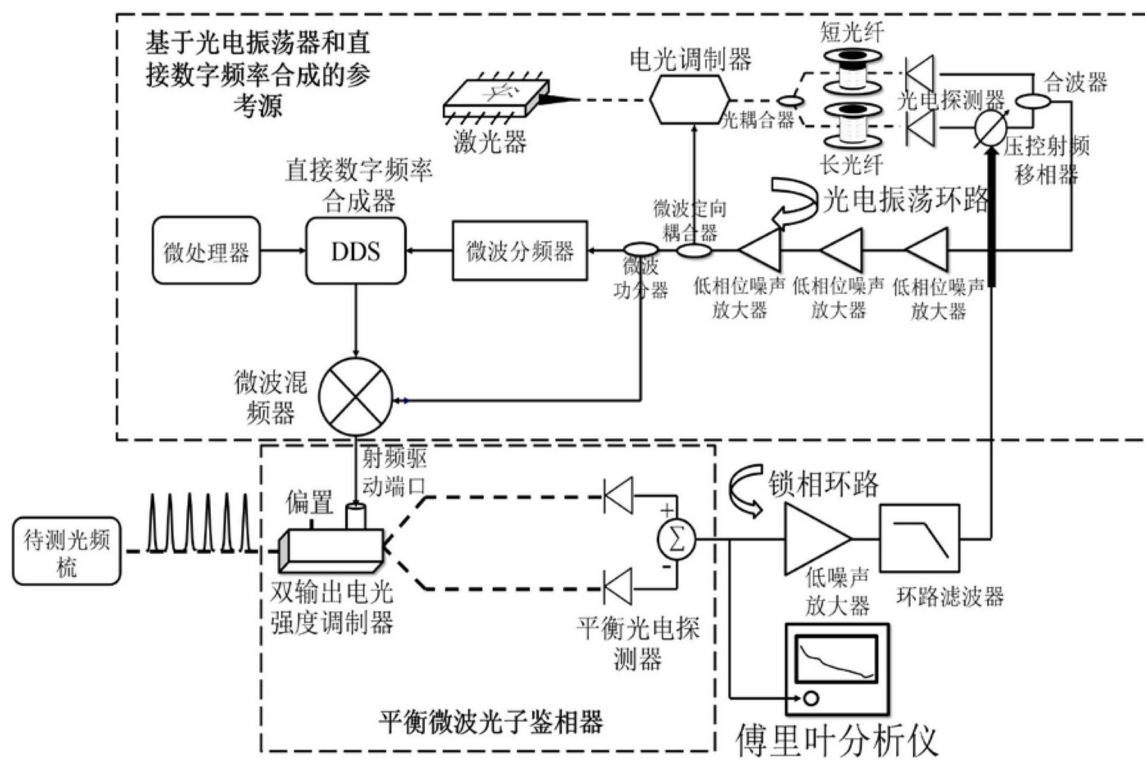 基于光电振荡器和直
接数字频率合成的参
考源
激光器
电光调制器
光耦合器
短光纤
长光纤
光电探测器
合波器
压控射频
移相器
光电振荡环路
直接数字频率
合成器
微处理器
DDS
微波分频器
微波
功分器
微波定向
耦合器
低相位噪声
放大器
低相位噪声
放大器
低相位噪声
放大器
微波混
频器
射频驱
动端口
偏置
待测光频
梳
双输出电光
强度调制器
+
Σ
-
平衡光电探
测器
平衡微波光子鉴相器
锁相环路
低噪声
放大器
环路滤波器
傅里叶分析仪